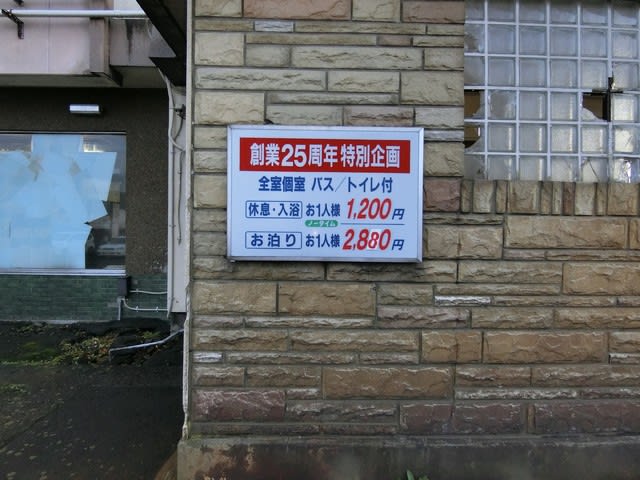 創業25周年特別企画
全室個室 バス／トイレ付
休息・入浴 お1人様 1,200円
ノータイム
お泊り お1人様 2,880円